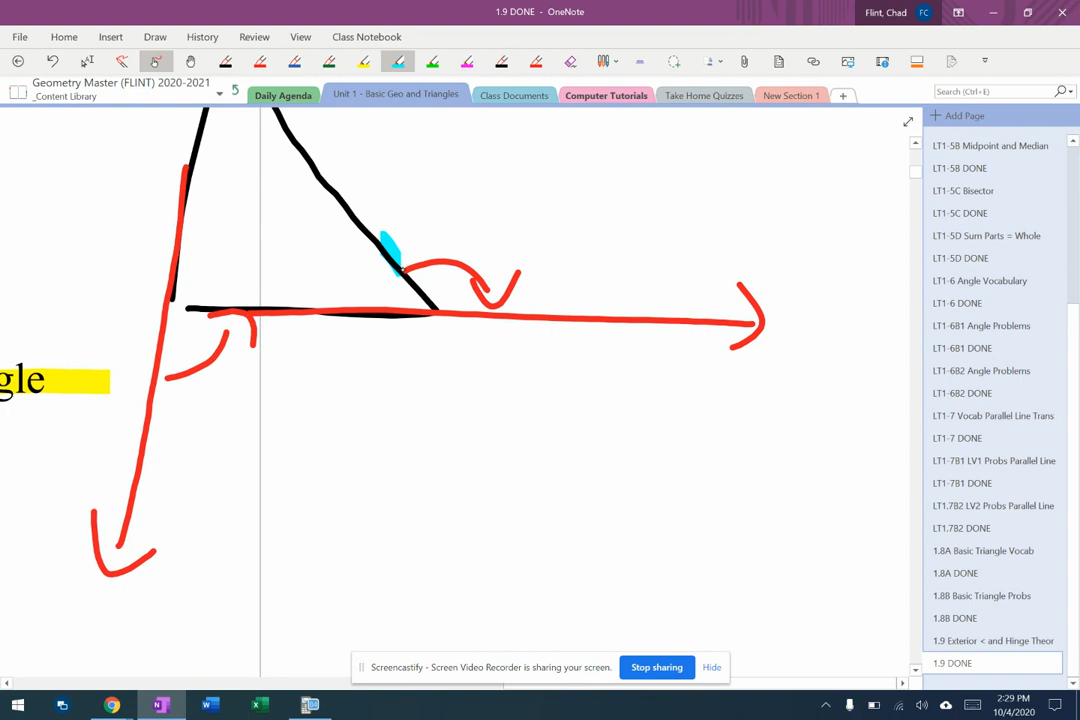 1.9 DONE - OneNote
Flint, Chad FC
File Home Insert Draw History Review View Class Notebook
Geometry Master (FLINT) 2020-2021
_Content Library
Daily Agenda Unit 1 - Basic Geo and Triangles Class Documents Computer Tutorials Take Home Quizzes New Section 1
Search (Ctrl+E)
Add Page
LT1-5B Midpoint and Median
LT1-5B DONE
LT1-5C Bisector
LT1-5C DONE
LT1-5D Sum Parts = Whole
LT1-5D DONE
LT1-6 Angle Vocabulary
LT1-6 DONE
LT1-6B1 Angle Problems
LT1-6B1 DONE
LT1-6B2 Angle Problems
LT1-6B2 DONE
LT1-7 Vocab Parallel Line Trans
LT1-7 DONE
LT1-7B1 LV1 Probs Parallel Line
LT1-7B1 DONE
LT1.7B2 LV2 Probs Parallel Line
LT1.7B2 DONE
1.8A Basic Triangle Vocab
1.8A DONE
1.8B Basic Triangle Probs
1.8B DONE
1.9 Exterior < and Hinge Theor
1.9 DONE
gle
Screencastify - Screen Video Recorder is sharing your screen. Stop sharing Hide
2:29 PM
10/4/2020